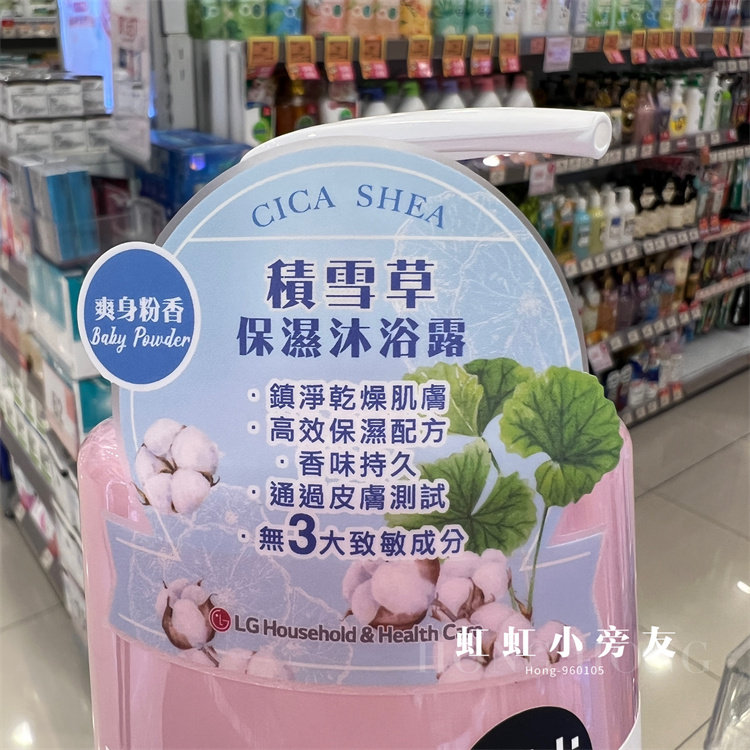 CICA SHEA
積雪草
保濕沐浴露
爽身粉香
Baby Powder
·鎮淨乾燥肌膚
·高效保濕配方
·香味持久
·通過皮膚測試
·無3大致敏成分
LG Household & Health Care
虹虹小旁友
Hong-960105